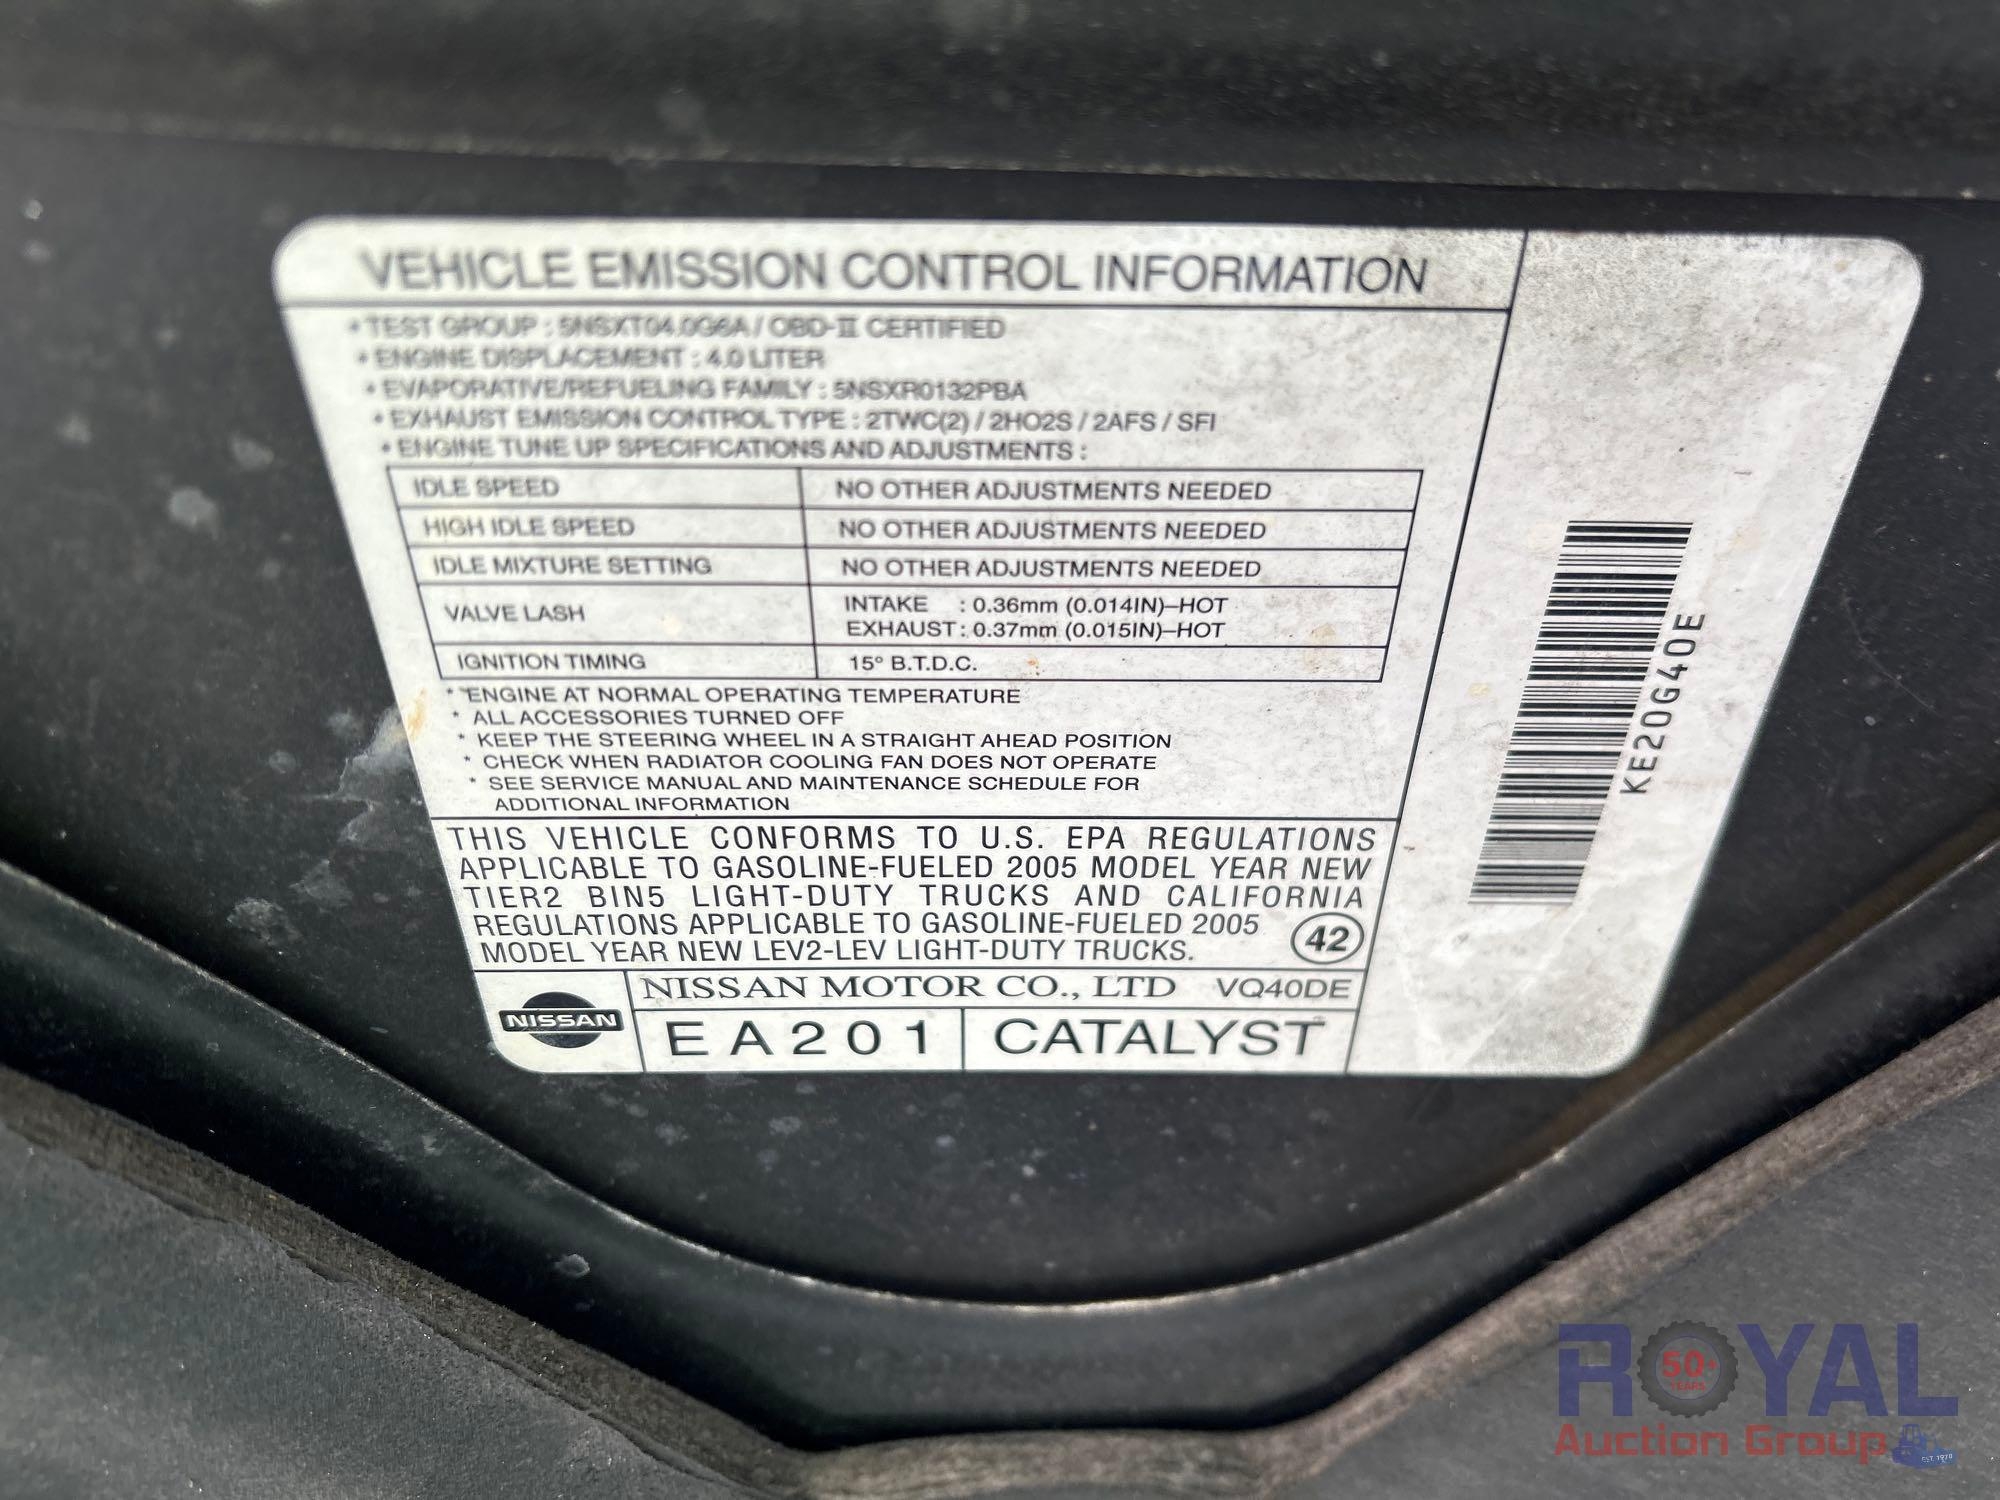 VEHICLE EMISSION CONTROL INFORMATION
* TEST GROUP : 5NSXT04.0G6A / OBD-II CERTIFIED
* ENGINE DISPLACEMENT : 4.0 LITER
* EVAPORATIVE/REFUELING FAMILY : 5NSXR0132PBA
* EXHAUST EMISSION CONTROL TYPE : 2TWC(2) / 2HO2S / 2AFS / SFI
* ENGINE TUNE UP SPECIFICATIONS AND ADJUSTMENTS :
IDLE SPEED NO OTHER ADJUSTMENTS NEEDED
HIGH IDLE SPEED NO OTHER ADJUSTMENTS NEEDED
IDLE MIXTURE SETTING NO OTHER ADJUSTMENTS NEEDED
VALVE LASH INTAKE : 0.36mm (0.014IN)–HOT
EXHAUST : 0.37mm (0.015IN)–HOT
IGNITION TIMING 15° B.T.D.C.
* ENGINE AT NORMAL OPERATING TEMPERATURE
* ALL ACCESSORIES TURNED OFF
* KEEP THE STEERING WHEEL IN A STRAIGHT AHEAD POSITION
* CHECK WHEN RADIATOR COOLING FAN DOES NOT OPERATE
* SEE SERVICE MANUAL AND MAINTENANCE SCHEDULE FOR
ADDITIONAL INFORMATION
THIS VEHICLE CONFORMS TO U.S. EPA REGULATIONS
APPLICABLE TO GASOLINE-FUELED 2005 MODEL YEAR NEW
TIER2 BIN5 LIGHT-DUTY TRUCKS AND CALIFORNIA
REGULATIONS APPLICABLE TO GASOLINE-FUELED 2005
MODEL YEAR NEW LEV2-LEV LIGHT-DUTY TRUCKS.
42
NISSAN
NISSAN MOTOR CO., LTD VQ40DE
EA201 CATALYST
KE20G40E
ROYAL
50+
YEARS
Auction Group
EST. 1970